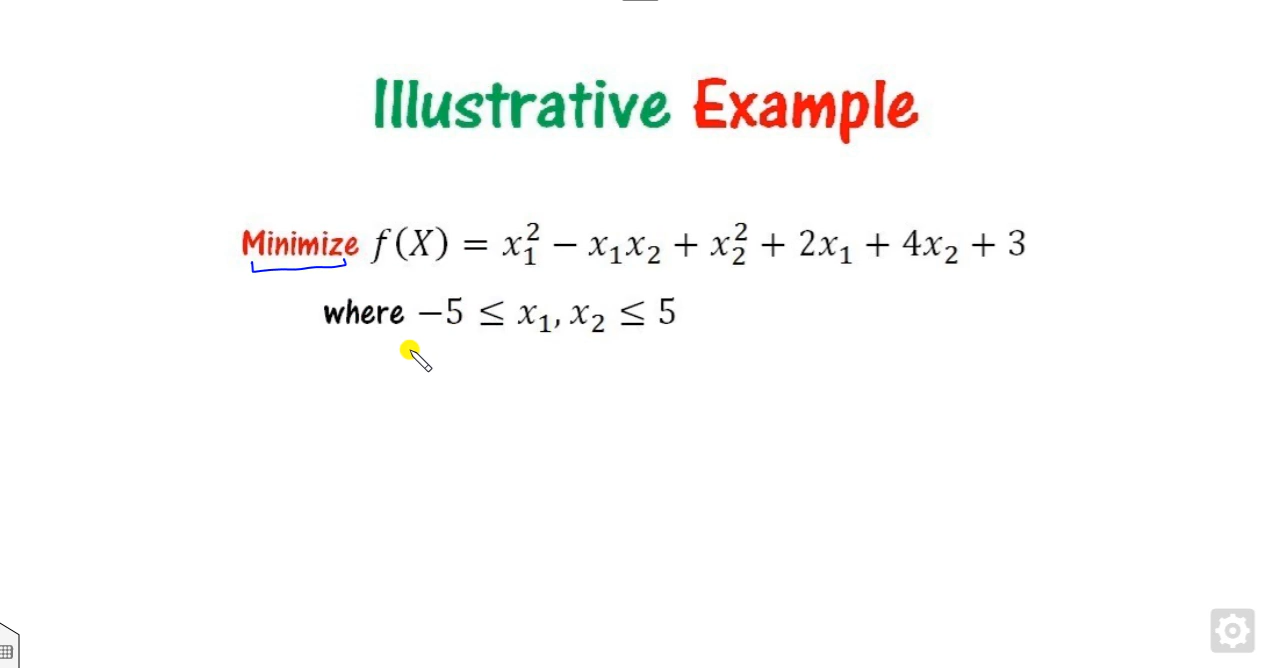 Illustrative Example
Minimize f(X) = x₁² − x₁x₂ + x₂² + 2x₁ + 4x₂ + 3
where −5 ≤ x₁, x₂ ≤ 5